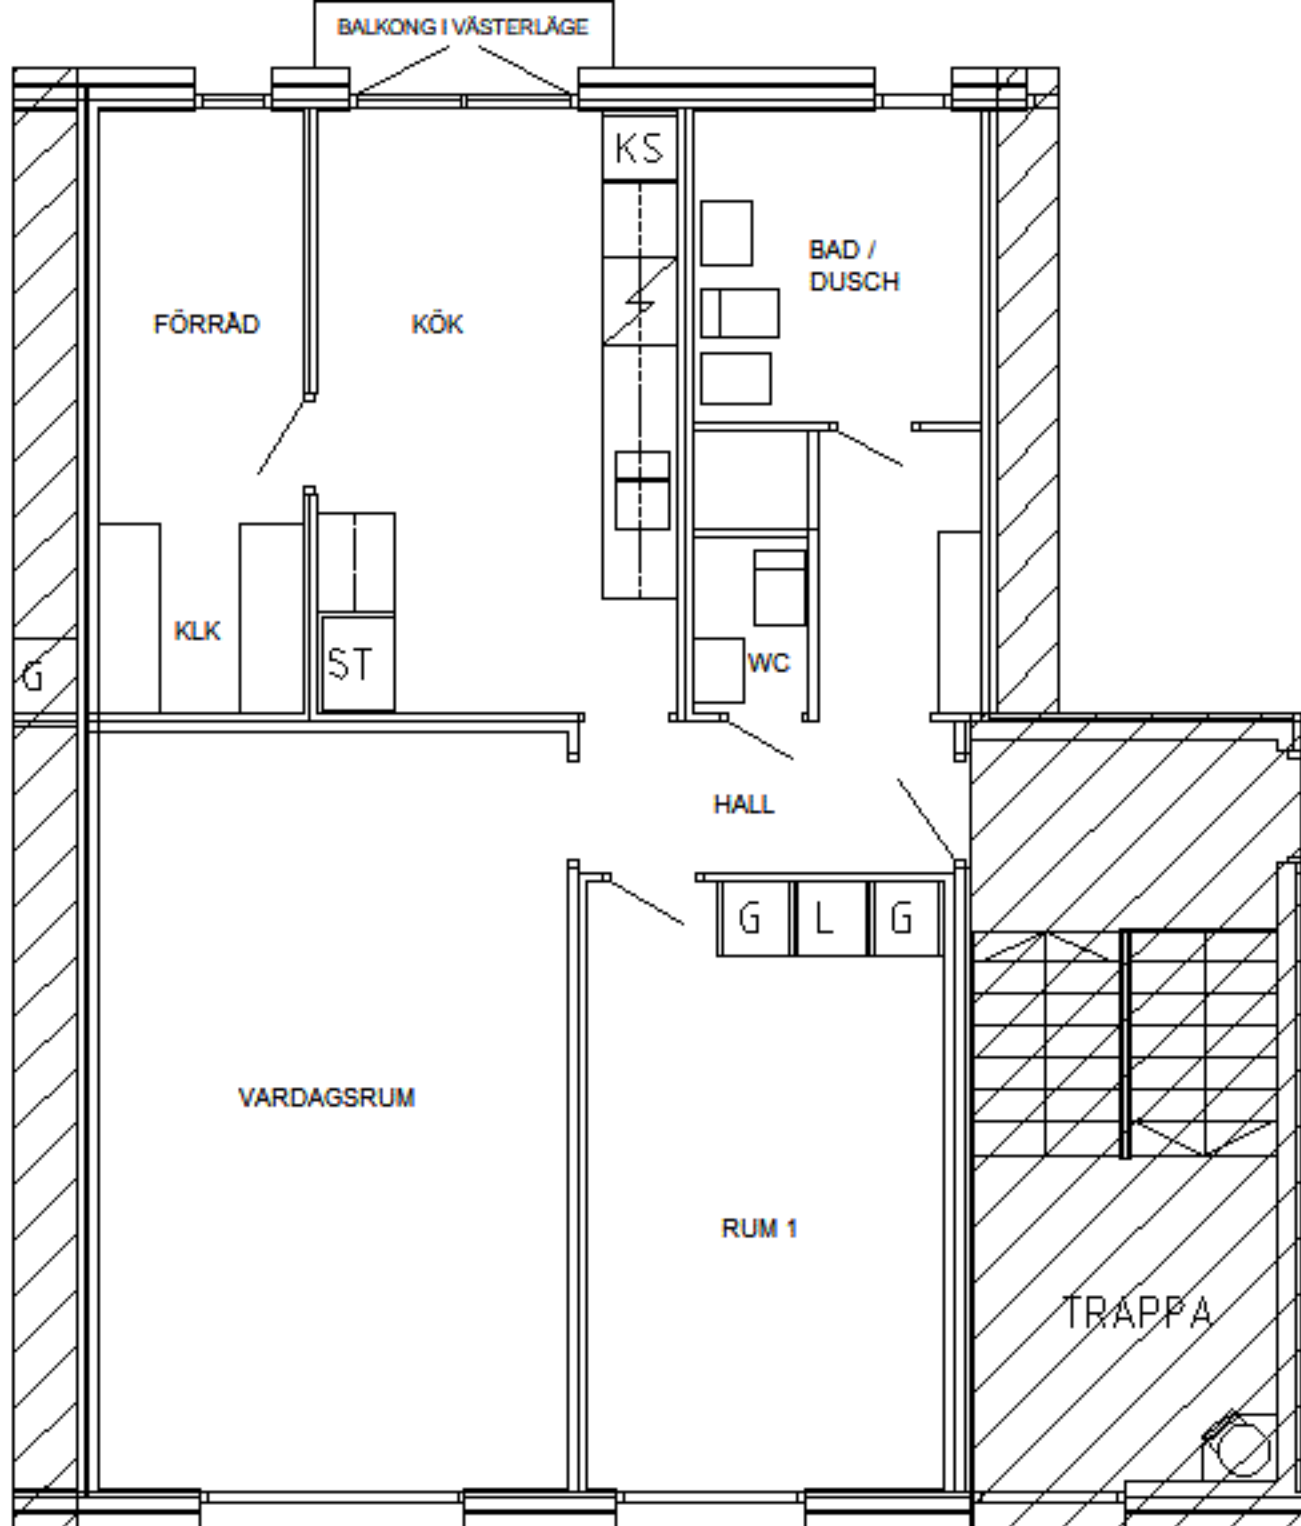 BALKONG I VÄSTERLÄGE
KS
BAD /
DUSCH
FÖRRÅD
KÖK
KLK
ST
WC
G
HALL
G
L
G
VARDAGSRUM
RUM 1
TRAPPA